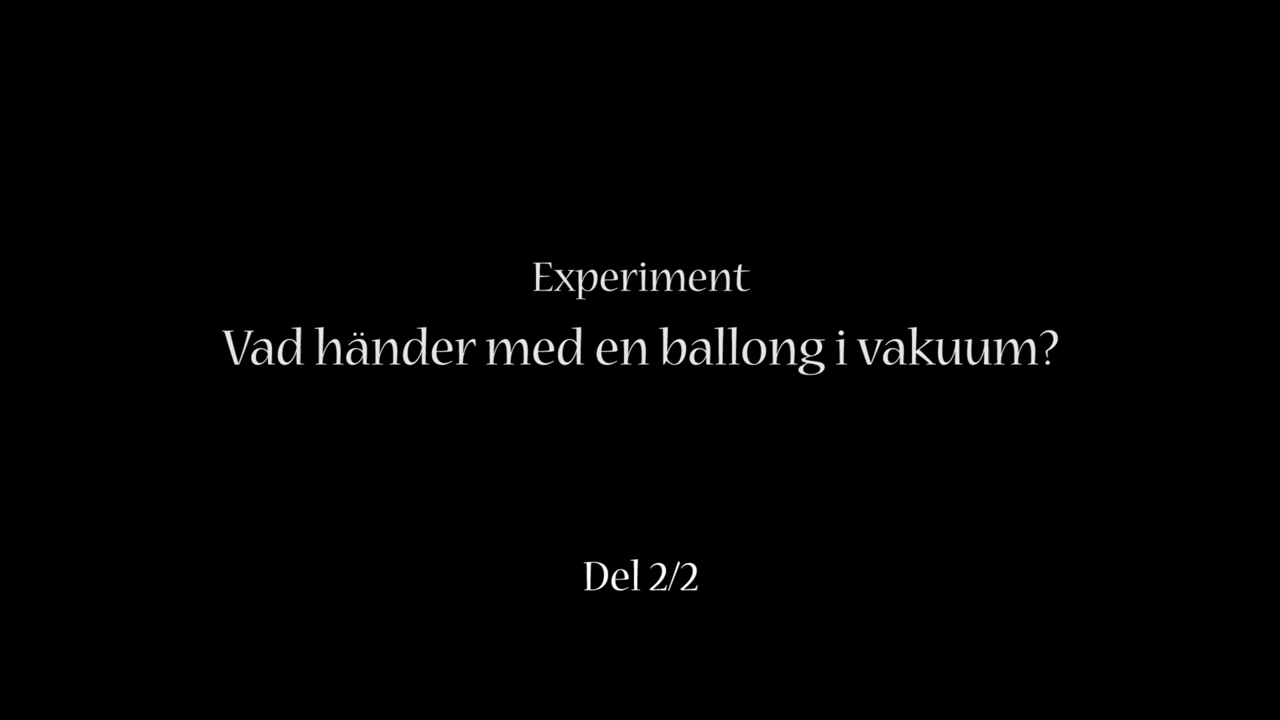 Experiment
Vad händer med en ballong i vakuum?
Del 2/2